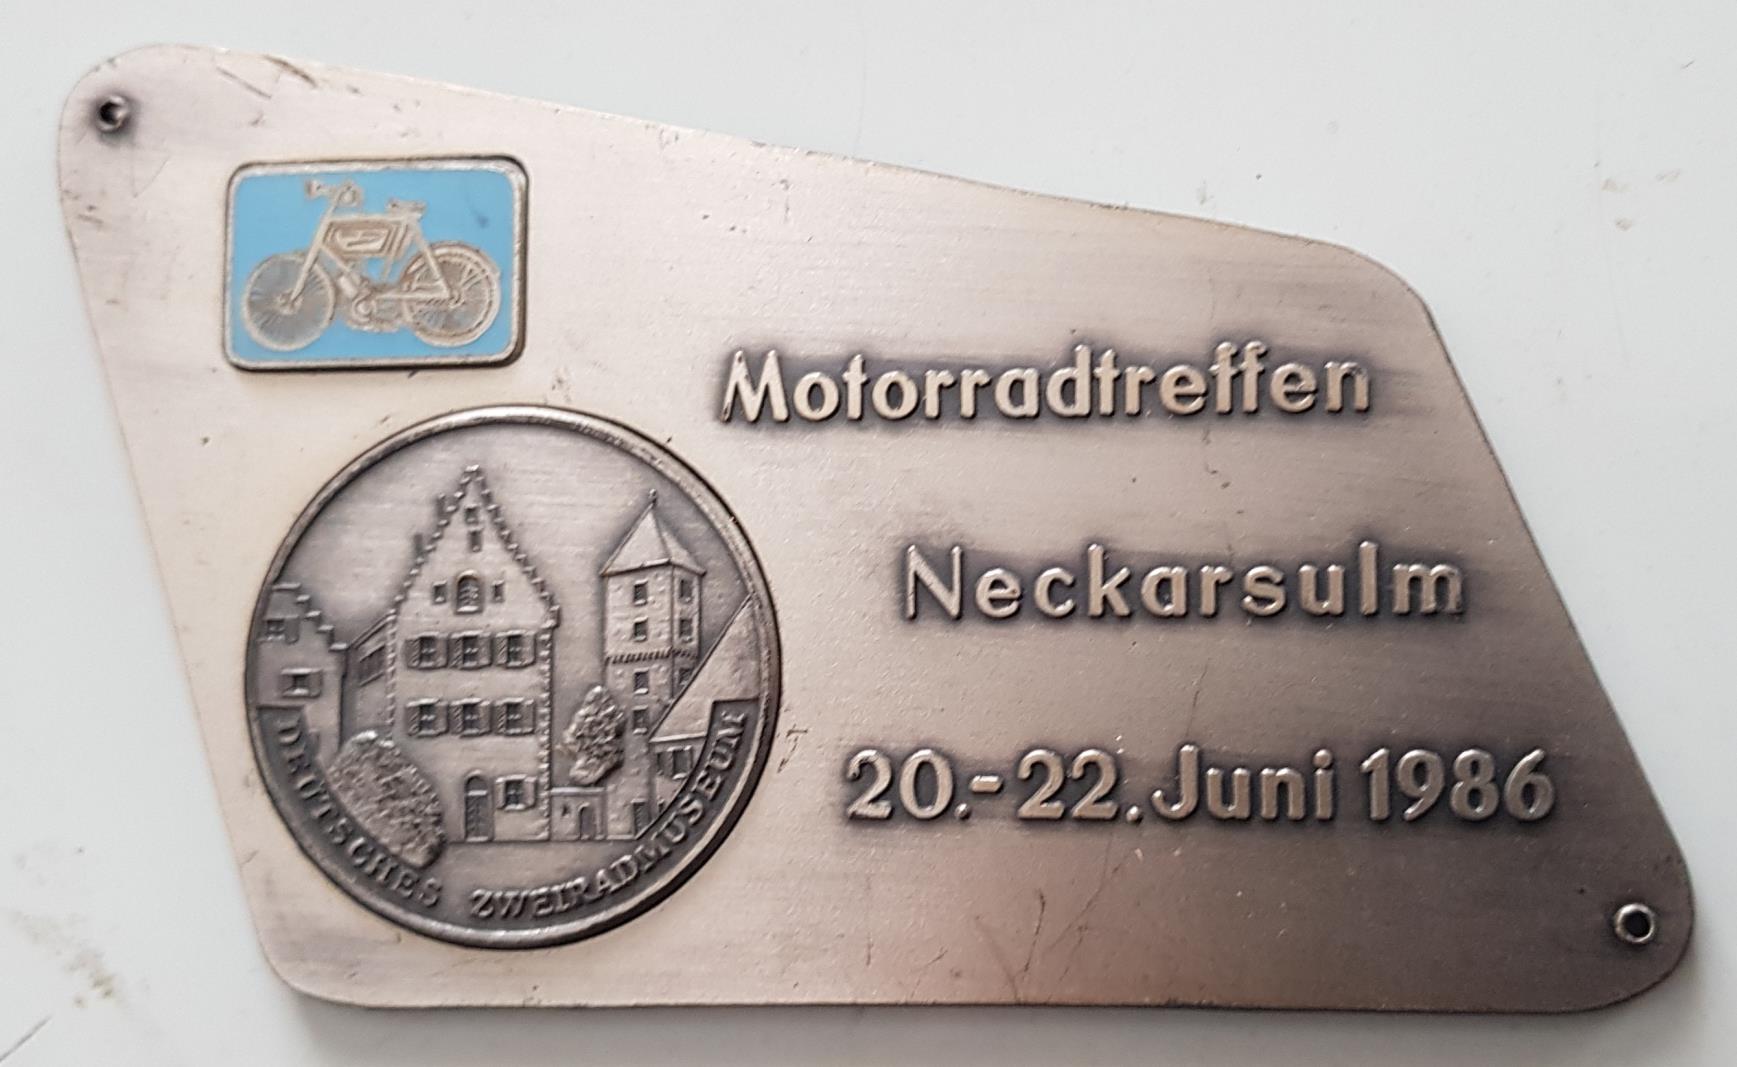 Motorradtreffen
Neckarsulm
20.-22. Juni 1986
DEUTSCHES ZWEIRADMUSEUM